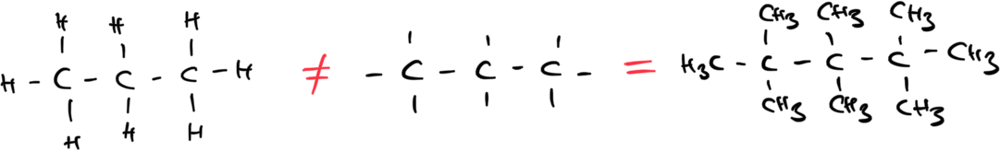 H H H CH3 CH3 CH3
H - C - C - C - H ≠ - C - C - C - = H3C - C - C - C - CH3
H H H CH3 CH3 CH3